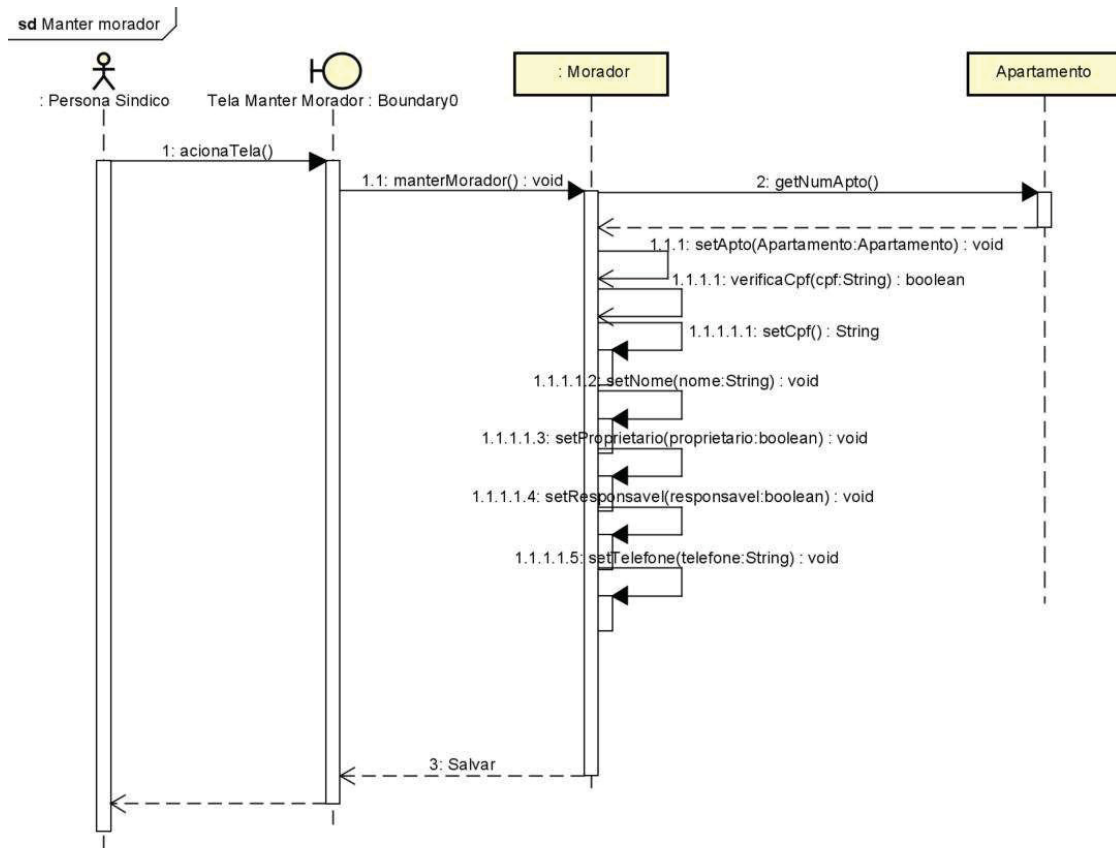 sd Manter morador
: Persona Sindico
Tela Manter Morador : Boundary0
: Morador
Apartamento
1: acionaTela()
1.1: manterMorador() : void
2: getNumApto()
1.1.1: setApto(Apartamento:Apartamento) : void
1.1.1.1: verificaCpf(cpf:String) : boolean
1.1.1.1.1: setCpf() : String
1.1.1.1.2: setNome(nome:String) : void
1.1.1.1.3: setProprietario(proprietario:boolean) : void
1.1.1.1.4: setResponsavel(responsavel:boolean) : void
1.1.1.1.5: setTelefone(telefone:String) : void
3: Salvar